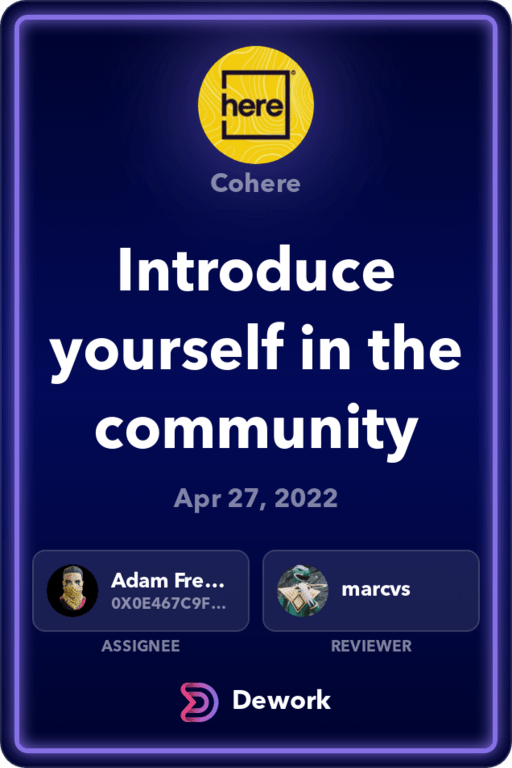 here®
Cohere
Introduce
yourself in the
community
Apr 27, 2022
Adam Fre...
0X0E467C9F...
marcvs
ASSIGNEE
REVIEWER
Dework